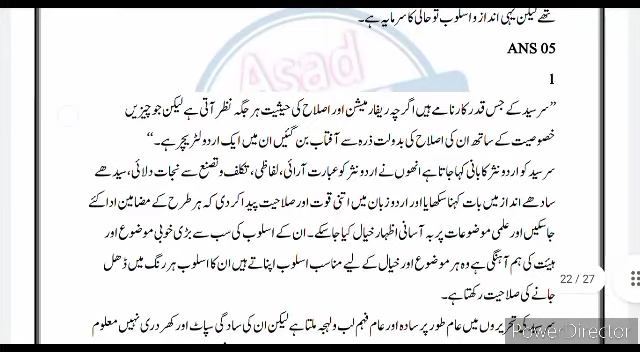 تھے لیکن یہی انداز و اسلوب تو حالی کا سرمایہ ہے۔
ANS 05
1
Asad
”سرسید کے جس قدر کارنامے ہیں اگرچہ ریفارمیشن اور اصلاح کی حیثیت ہر جگہ نظر آتی ہے لیکن جو چیزیں
خصوصیت کے ساتھ ان کی اصلاح کی بدولت ذرہ سے آفتاب بن گئیں ان میں ایک اردو لٹریچر ہے۔“
سرسید کو اردو نثر کا بانی کہا جاتا ہے انھوں نے اردو نثر کو عبارت آرائی، لفاظی، تکلف و تصنع سے نجات دلائی، سیدھے
سادھے انداز میں بات کہنا سکھایا اور اردو زبان میں اتنی قوت اور صلاحیت پیدا کر دی کہ ہر طرح کے مضامین ادا کئے
جاسکیں اور علمی موضوعات پر بہ آسانی اظہار خیال کیا جاسکے۔ ان کے اسلوب کی سب سے بڑی خوبی موضوع اور
ہیئت کی ہم آہنگی ہے وہ ہر موضوع اور خیال کے لیے مناسب اسلوب اپناتے ہیں ان کا اسلوب ہر رنگ میں ڈھل
جانے کی صلاحیت رکھتا ہے۔
22 / 27
تحریروں میں عام طور پر سادہ اور عام فہم لب و لہجہ ملتا ہے لیکن ان کی سادگی سپاٹ اور کھردری نہیں معلوم
PowerDirector